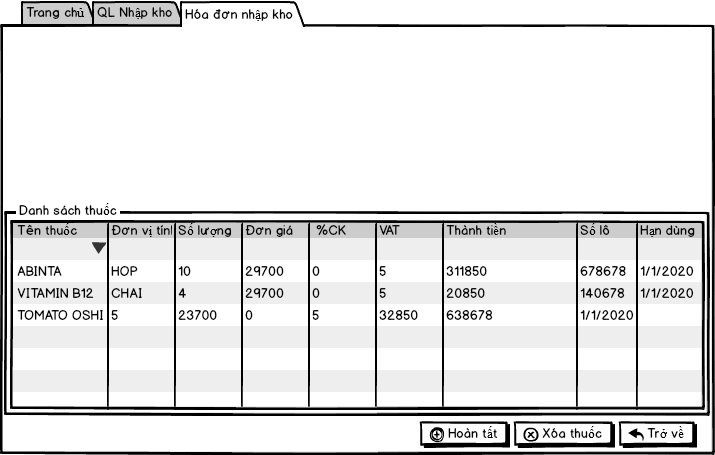 Trang chủ QL Nhập kho Hóa đơn nhập kho
Danh sách thuốc
Tên thuốc Đơn vị tính Số lượng Đơn giá %CK VAT Thành tiền Số lô Hạn dùng
ABINTA HOP 10 29700 0 5 311850 678678 1/1/2020
VITAMIN B12 CHAI 4 29700 0 5 20850 140678 1/1/2020
TOMATO OSHI 5 23700 0 5 32850 638678 1/1/2020
Hoàn tất Xóa thuốc Trở về